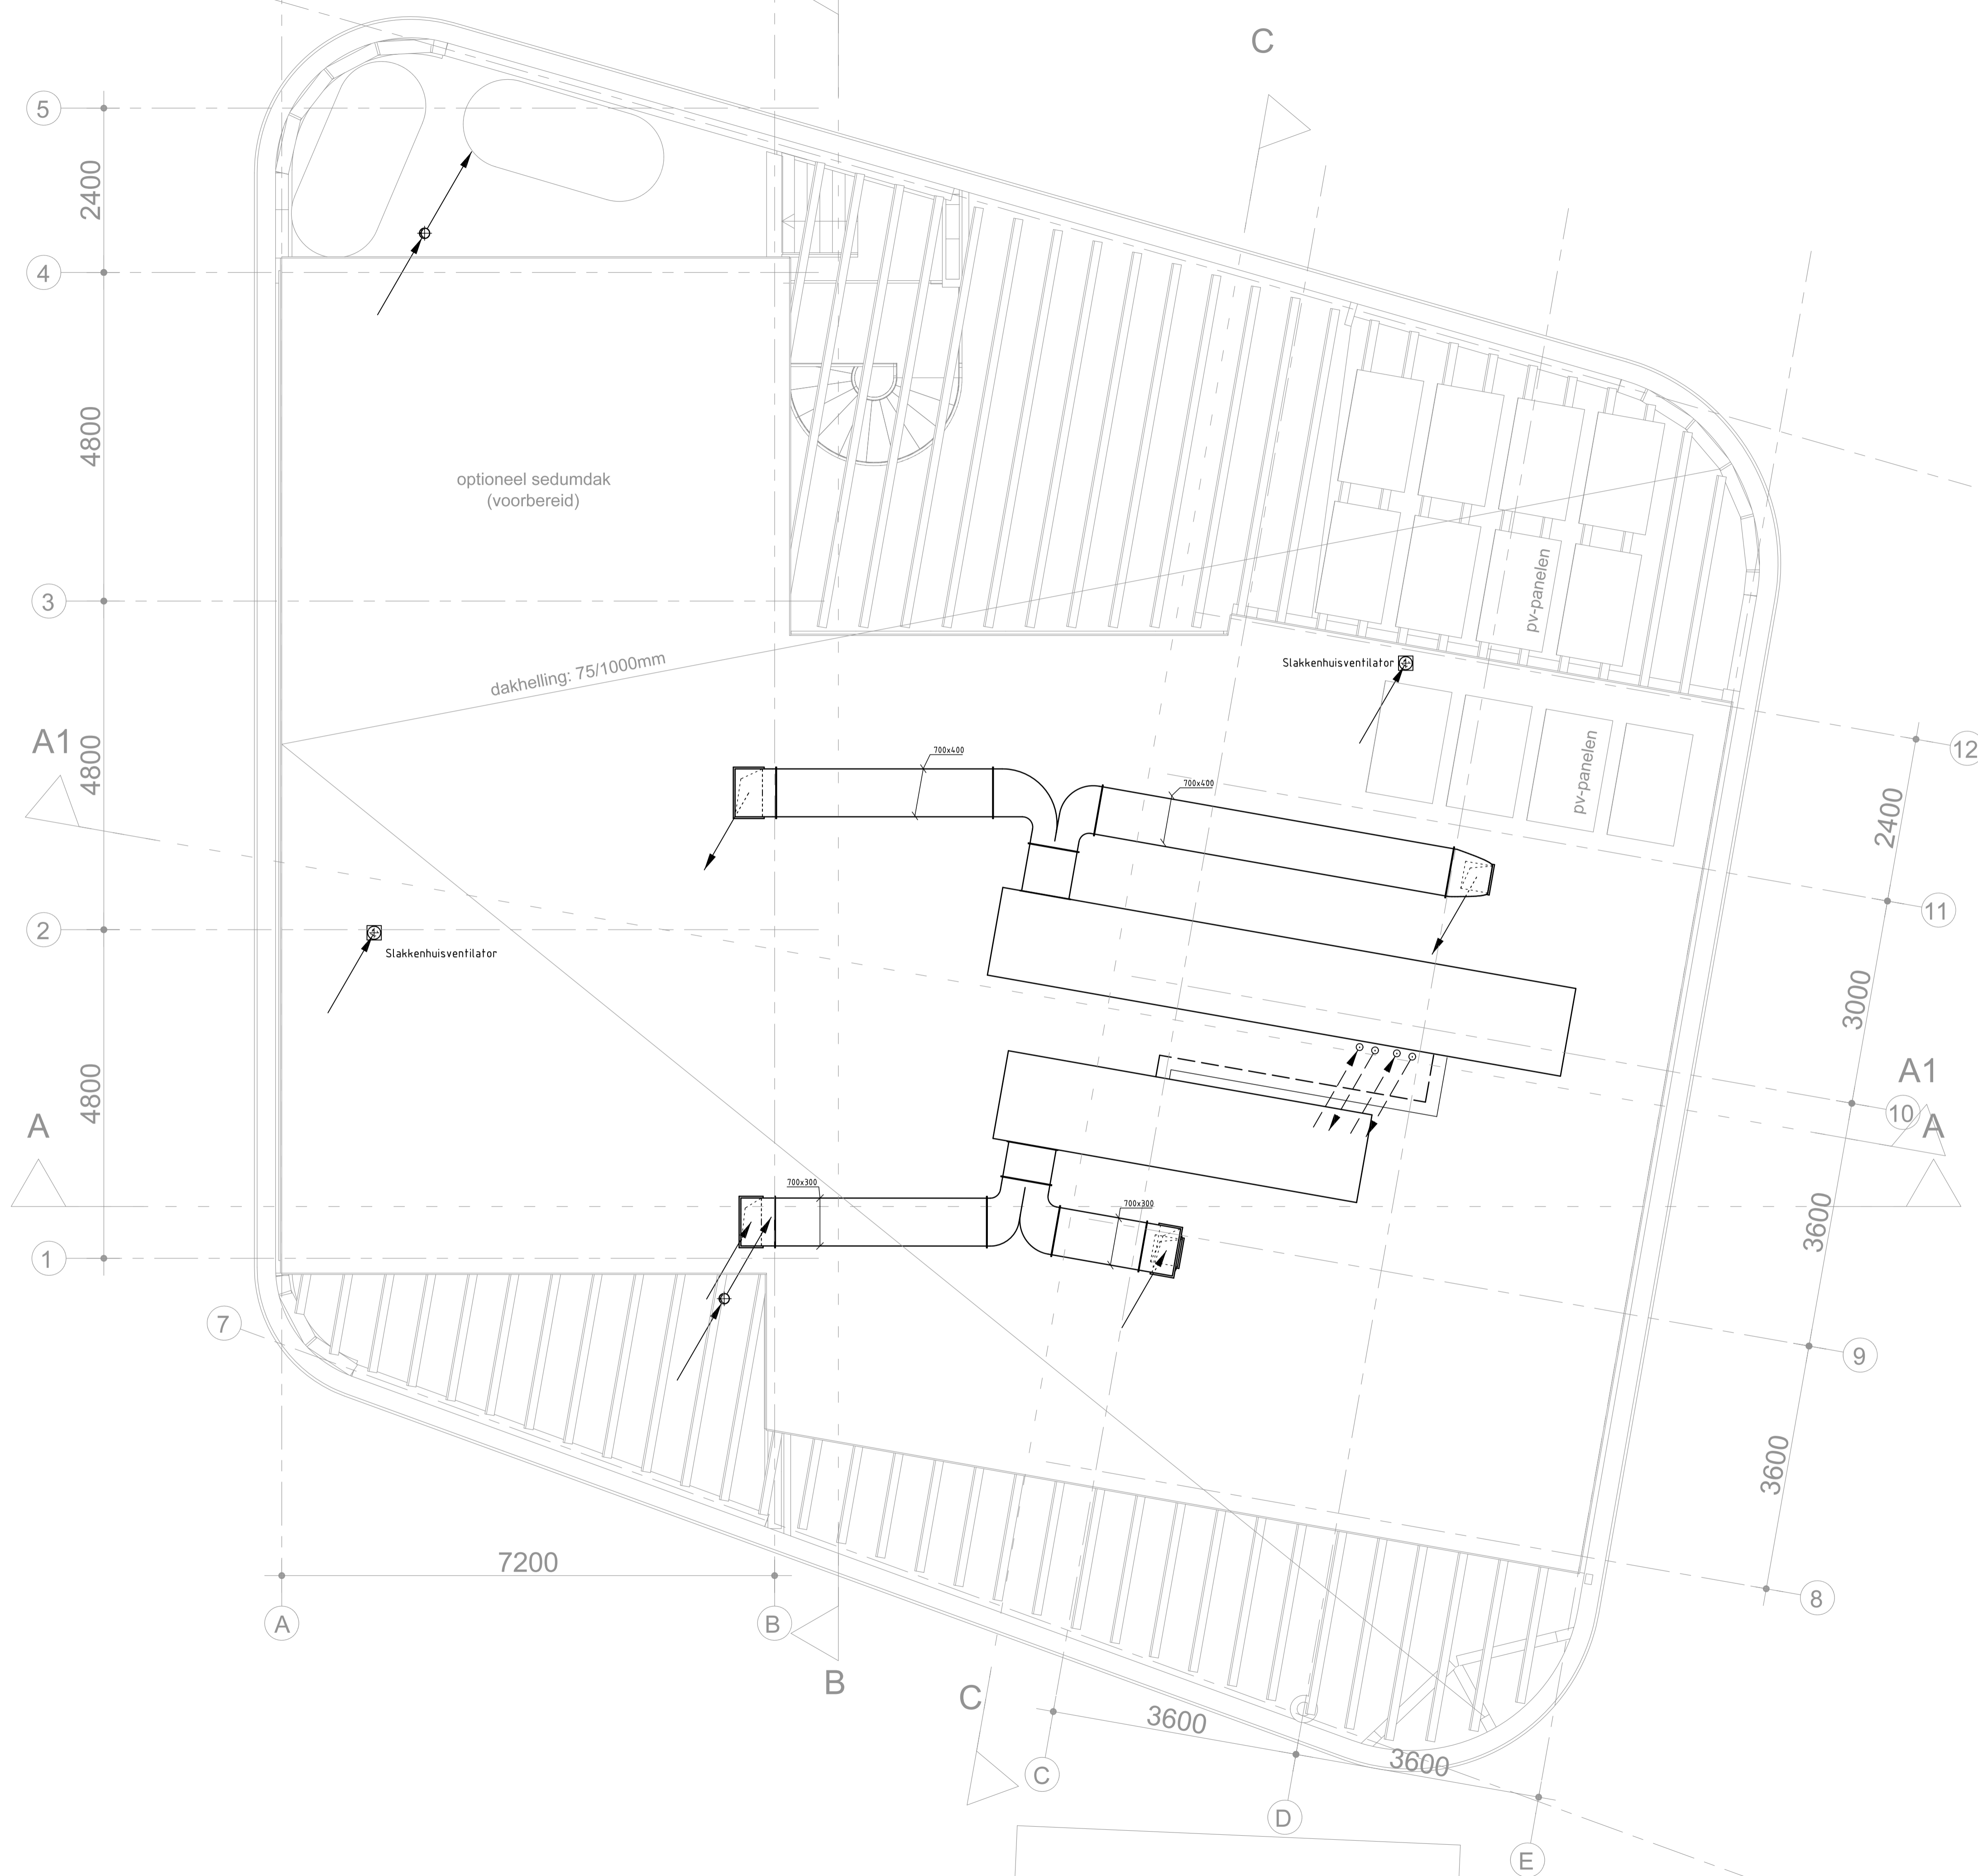 C
5
2400
4
4800
optioneel sedumdak
(voorbereid)
3
pv-panelen
Slakkenhuisventilator
dakhelling: 75/1000mm
A1
4800
12
700x400
700x400
pv-panelen
2400
2
Slakkenhuisventilator
11
3000
4800
A1
A
10
A
700x300
700x300
3600
1
7
9
3600
7200
8
A
B
B
C
3600
3600
C
D
E